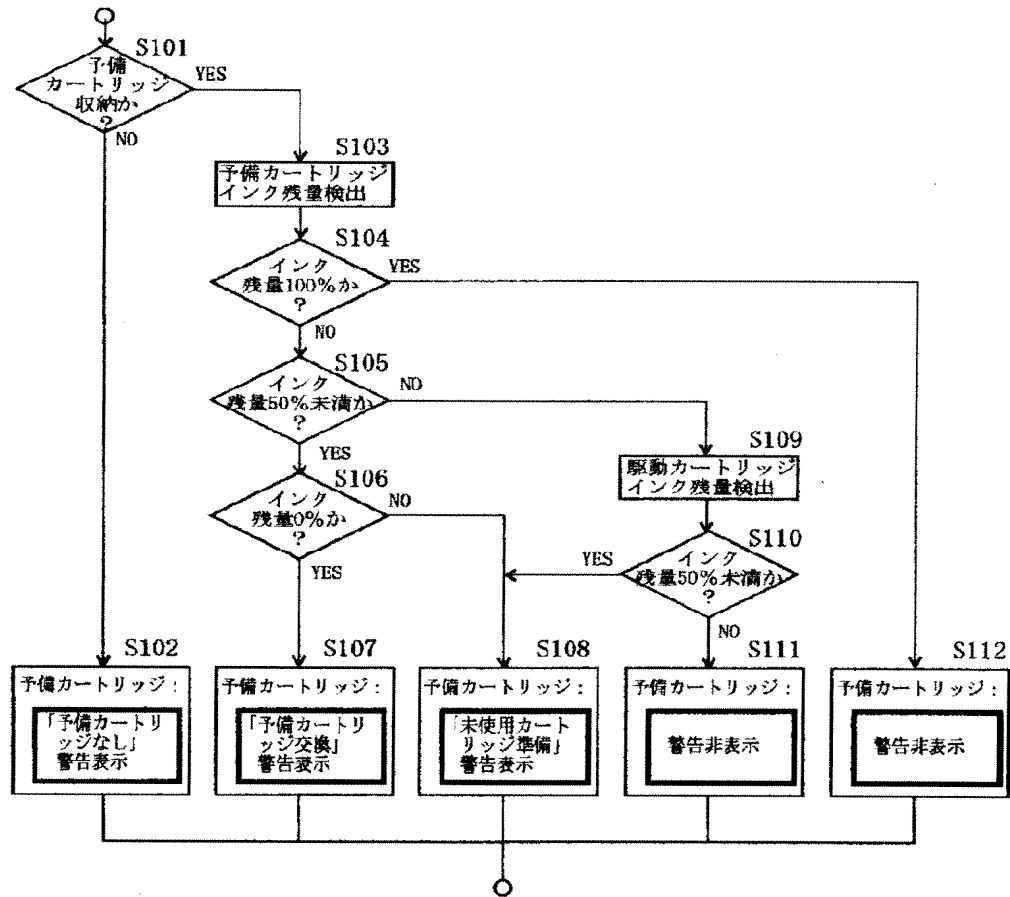 S101
予備
カートリッジ
収納か
?
YES
NO
S103
予備カートリッジ
インク残量検出
S104
インク
残量100%か
?
YES
NO
S105
インク
残量50%未満か
?
NO
YES
S109
駆動カートリッジ
インク残量検出
S106
インク
残量0%か
?
NO
YES
S110
インク
残量50%未満か
?
YES
NO
S102
予備カートリッジ:
「予備カートリ
ッジなし」
警告表示
S107
予備カートリッジ:
「予備カートリ
ッジ交換」
警告表示
S108
予備カートリッジ:
「未使用カート
リッジ準備」
警告表示
S111
予備カートリッジ:
警告非表示
S112
予備カートリッジ:
警告非表示